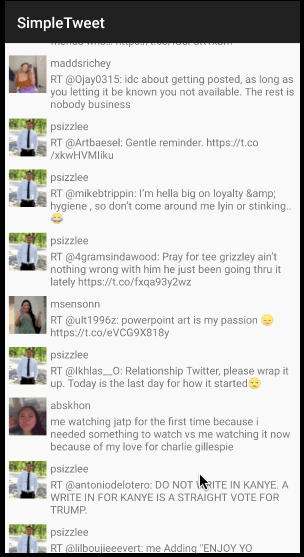 SimpleTweet
maddsrichey
RT @Ojay0315: idc about getting posted, as long as
you letting it be known you not available. The rest is
nobody business
psizzlee
RT @Artbaesel: Gentle reminder. https://t.co
/xkwHVMIiku
psizzlee
RT @mikebtrippin: I'm hella big on loyalty &amp;
hygiene , so don't come around me lyin or stinking..
😂
psizzlee
RT @4gramsindawood: Pray for tee grizzley ain't
nothing wrong with him he just been going thru it
lately https://t.co/fxqa93y2wz
msensonn
RT @ult1996z: powerpoint art is my passion 😔
https://t.co/eVCG9X818y
psizzlee
RT @Ikhlas__O: Relationship Twitter, please wrap it
up. Today is the last day for how it started😴
abskhon
me watching jatp for the first time because i
needed something to watch vs me watching it now
because of my love for charlie gillespie
psizzlee
RT @antoniodelotero: DO NOT WRITE IN KANYE. A
WRITE IN FOR KANYE IS A STRAIGHT VOTE FOR
TRUMP.
psizzlee
RT @lilboujieeevert: me Adding "ENJOY YO